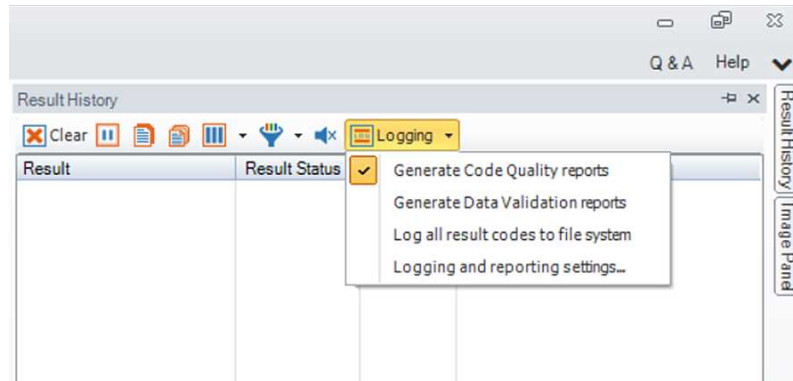 Q & A Help
Result History
Clear Logging
Result Result Status
Generate Code Quality reports
Generate Data Validation reports
Log all result codes to file system
Logging and reporting settings...
Result History
Image Panel